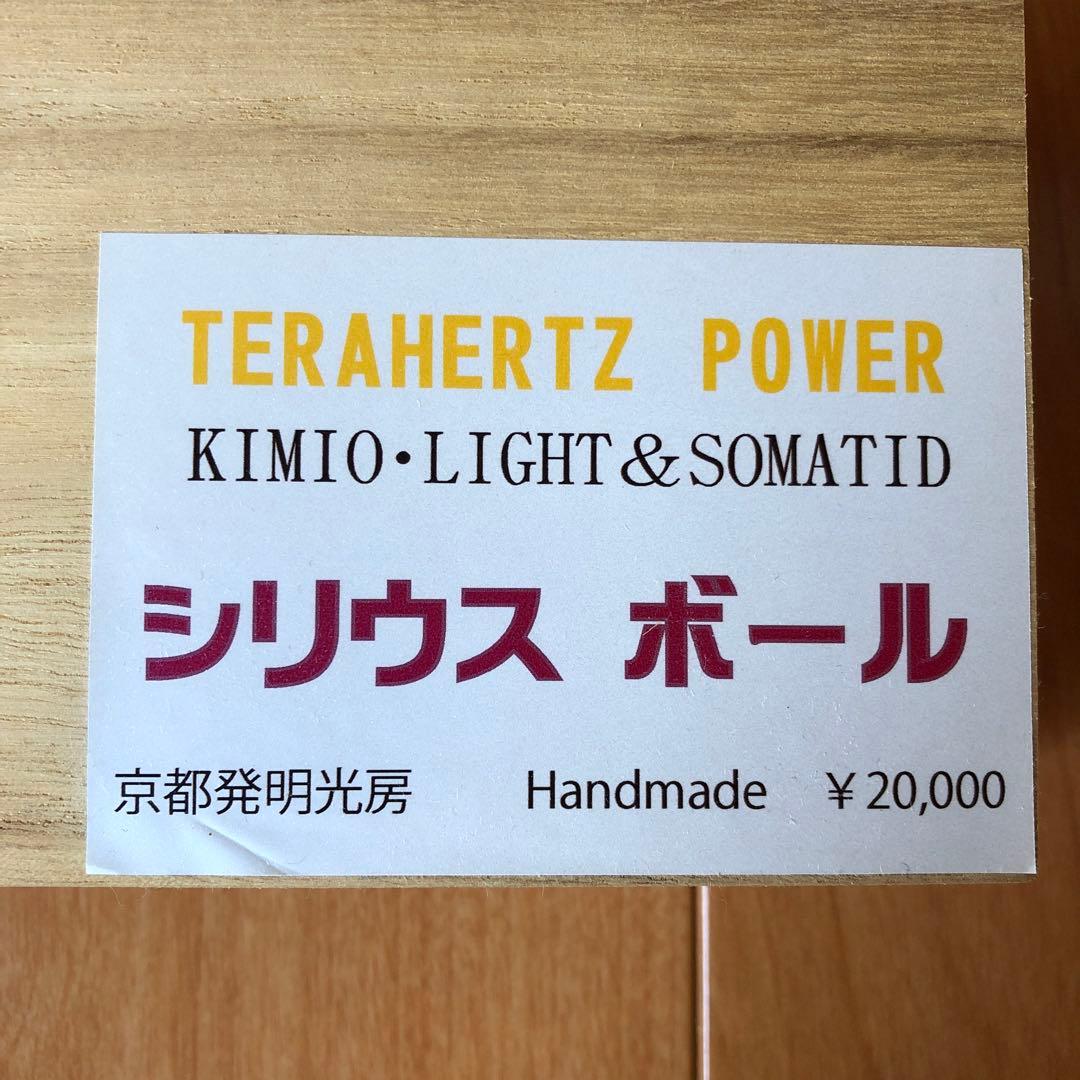 TERAHERTZ POWER
KIMIO・LIGHT&SOMATID
シリウス ボール
京都発明光房 Handmade ¥20,000